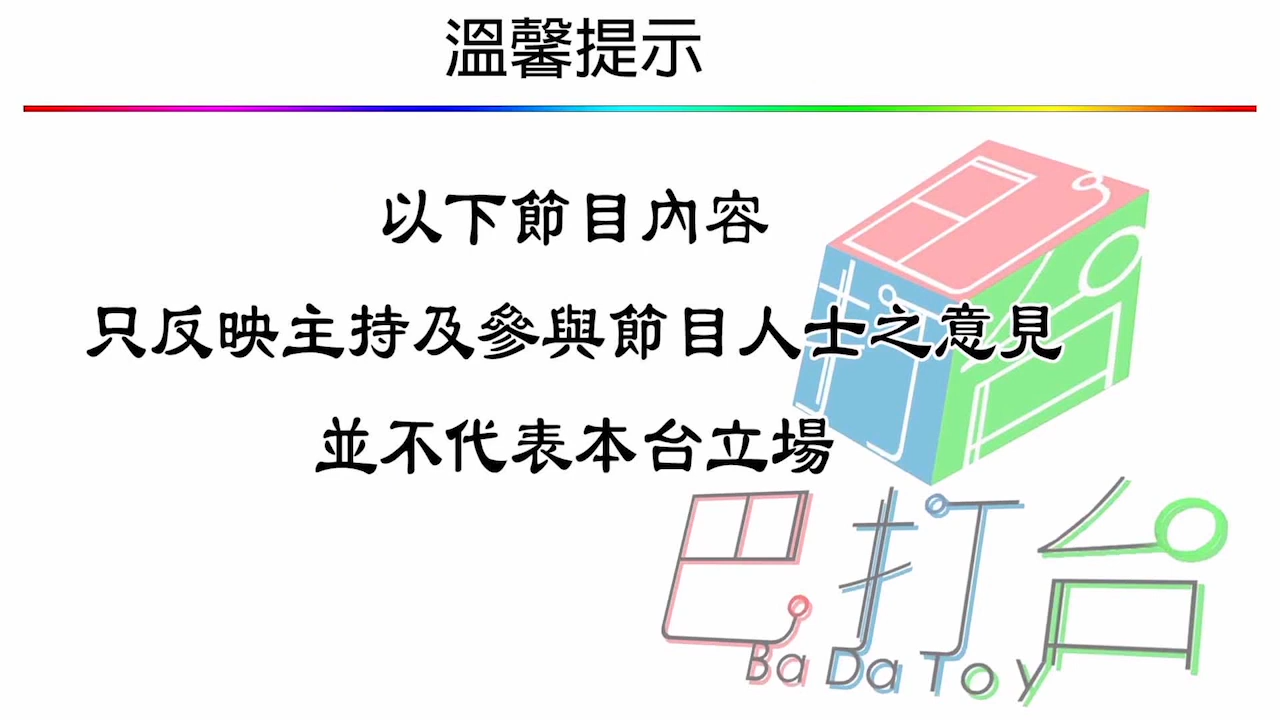 溫馨提示
以下節目內容
只反映主持及參與節目人士之意見
並不代表本台立場
巴打台
BaDaToy